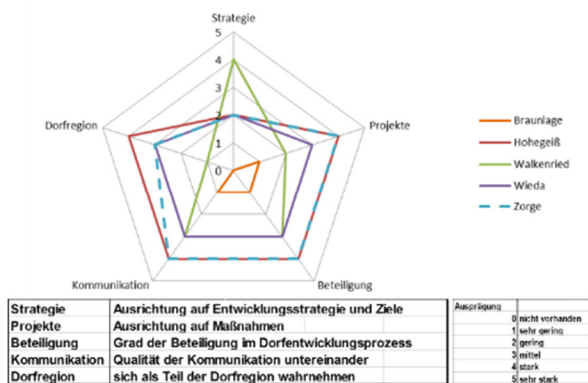 Strategie
5
4
3
2
1
0
Dorfregion
Projekte
Kommunikation
Beteiligung
Braunlage
Hohegeiß
Walkenried
Wieda
Zorge
Strategie Ausrichtung auf Entwicklungsstrategie und Ziele
Projekte Ausrichtung auf Maßnahmen
Beteiligung Grad der Beteiligung im Dorfentwicklungsprozess
Kommunikation Qualität der Kommunikation untereinander
Dorfregion sich als Teil der Dorfregion wahrnehmen
Ausprägung
0 nicht vorhanden
1 sehr gering
2 gering
3 mittel
4 stark
5 sehr stark